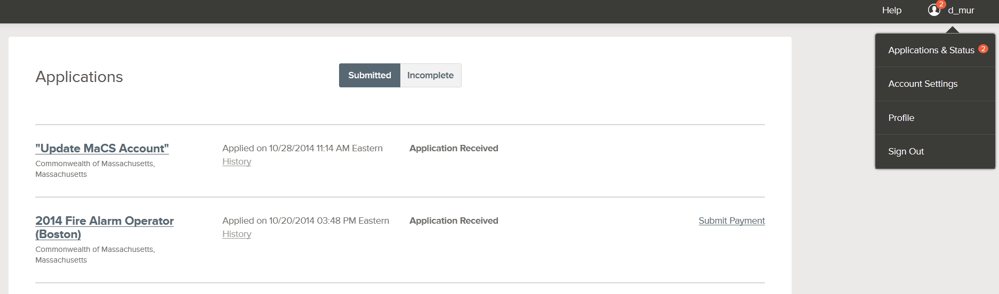 Help
2
d_mur
Applications & Status 2
Account Settings
Profile
Sign Out
Applications
Submitted
Incomplete
"Update MaCS Account"
Commonwealth of Massachusetts,
Massachusetts
Applied on 10/28/2014 11:14 AM Eastern
History
Application Received
2014 Fire Alarm Operator
(Boston)
Commonwealth of Massachusetts,
Massachusetts
Applied on 10/20/2014 03:48 PM Eastern
History
Application Received
Submit Payment